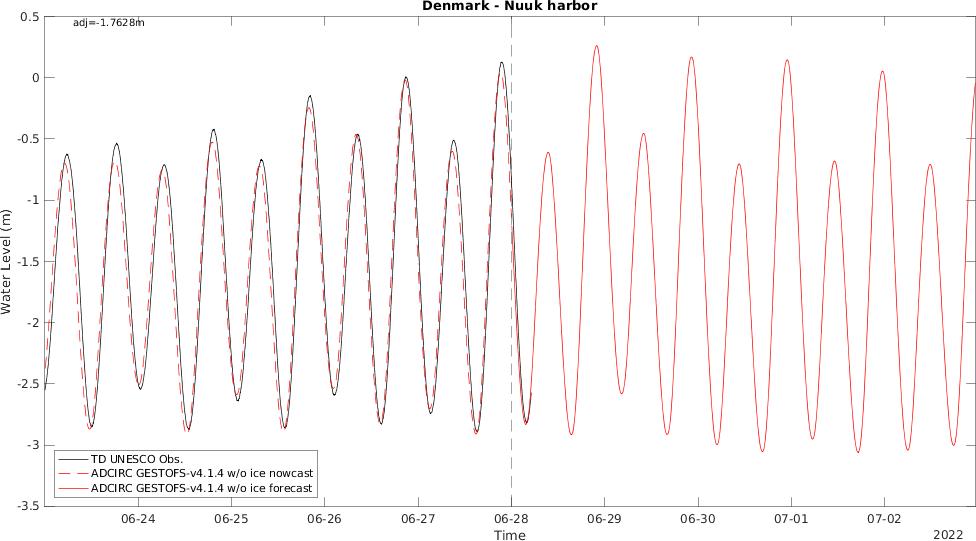 Denmark - Nuuk harbor
adj=-1.7628m
0.5
0
-0.5
-1
-1.5
-2
-2.5
-3
-3.5
Water Level (m)
TD UNESCO Obs.
ADCIRC GESTOFS-v4.1.4 w/o ice nowcast
ADCIRC GESTOFS-v4.1.4 w/o ice forecast
06-24 06-25 06-26 06-27 06-28 06-29 06-30 07-01 07-02
Time
2022